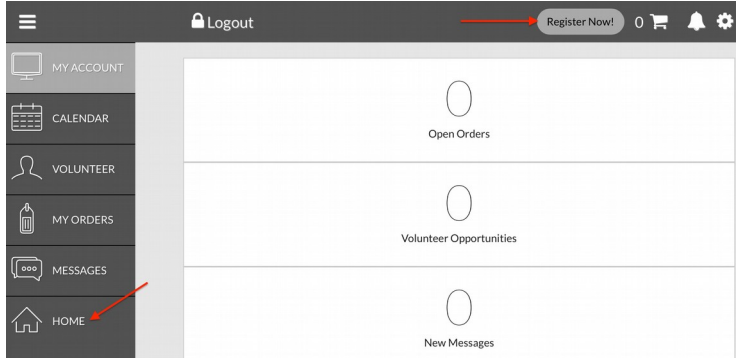 Logout
Register Now!
0
MY ACCOUNT
CALENDAR
VOLUNTEER
MY ORDERS
MESSAGES
HOME
0
Open Orders
0
Volunteer Opportunities
0
New Messages